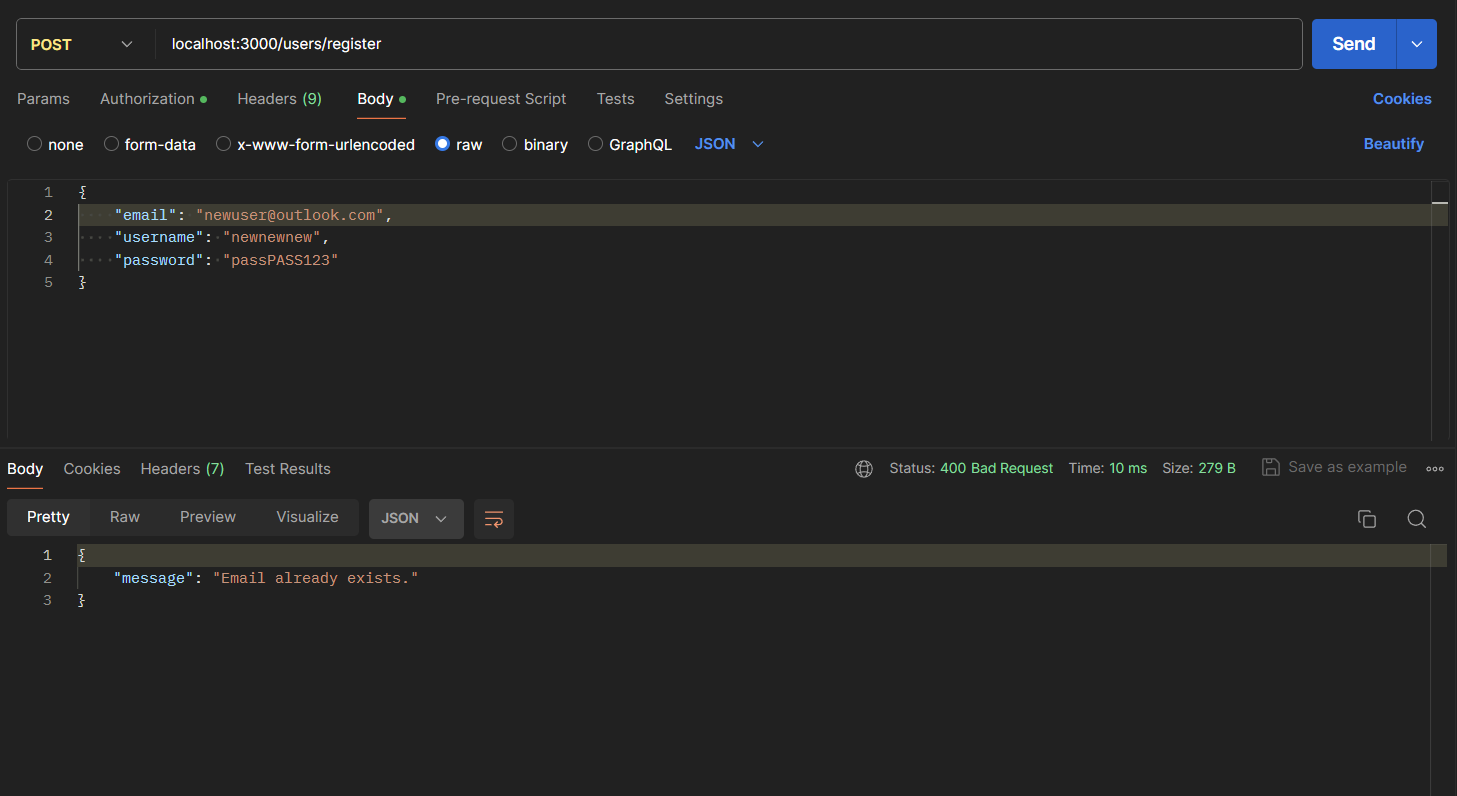 POST localhost:3000/users/register Send
Params Authorization Headers (9) Body Pre-request Script Tests Settings Cookies
none form-data x-www-form-urlencoded raw binary GraphQL JSON Beautify
1 {
2 "email": "newuser@outlook.com",
3 "username": "newnewnew",
4 "password": "passPASS123"
5 }
Body Cookies Headers (7) Test Results Status: 400 Bad Request Time: 10 ms Size: 279 B Save as example
Pretty Raw Preview Visualize JSON
1 {
2 "message": "Email already exists."
3 }